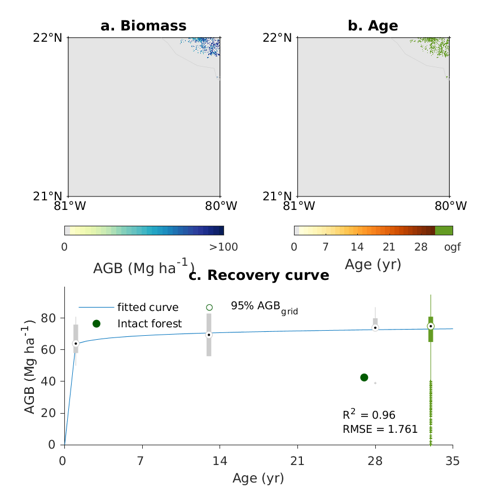 a. Biomass
b. Age
22°N
22°N
21°N
21°N
81°W
80°W
81°W
80°W
0
>100
0
7
14
21
28
ogf
AGB (Mg ha⁻¹)
Age (yr)
c. Recovery curve
fitted curve
95% AGB_grid
Intact forest
80
60
40
20
0
AGB (Mg ha⁻¹)
R² = 0.96
RMSE = 1.761
0
7
14
21
28
35
Age (yr)